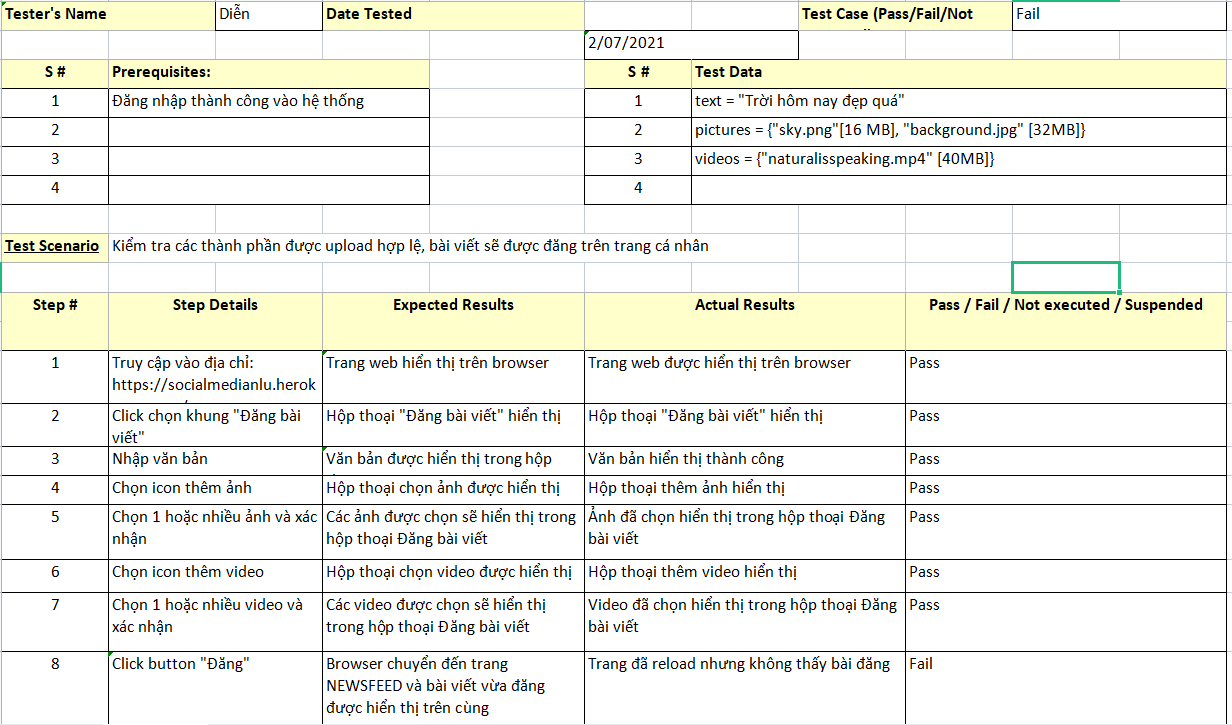 Tester's Name Diễn Date Tested Test Case (Pass/Fail/Not Fail
2/07/2021
S # Prerequisites: S # Test Data
1 Đăng nhập thành công vào hệ thống 1 text = "Trời hôm nay đẹp quá"
2 2 pictures = {"sky.png"[16 MB], "background.jpg" [32MB]}
3 3 videos = {"naturalisspeaking.mp4" [40MB]}
4 4
Test Scenario Kiểm tra các thành phần được upload hợp lệ, bài viết sẽ được đăng trên trang cá nhân
Step # Step Details Expected Results Actual Results Pass / Fail / Not executed / Suspended
1 Truy cập vào địa chỉ: Trang web hiển thị trên browser Trang web được hiển thị trên browser Pass
https://socialmedianlu.herok
2 Click chọn khung "Đăng bài Hộp thoại "Đăng bài viết" hiển thị Hộp thoại "Đăng bài viết" hiển thị Pass
viết"
3 Nhập văn bản Văn bản được hiển thị trong hộp Văn bản hiển thị thành công Pass
4 Chọn icon thêm ảnh Hộp thoại chọn ảnh được hiển thị Hộp thoại thêm ảnh hiển thị Pass
5 Chọn 1 hoặc nhiều ảnh và xác Các ảnh được chọn sẽ hiển thị trong Ảnh đã chọn hiển thị trong hộp thoại Đăng Pass
nhận hộp thoại Đăng bài viết bài viết
6 Chọn icon thêm video Hộp thoại chọn video được hiển thị Hộp thoại thêm video hiển thị Pass
7 Chọn 1 hoặc nhiều video và Các video được chọn sẽ hiển thị Video đã chọn hiển thị trong hộp thoại Đăng Pass
xác nhận trong hộp thoại Đăng bài viết bài viết
8 Click button "Đăng" Browser chuyển đến trang Trang đã reload nhưng không thấy bài đăng Fail
NEWSFEED và bài viết vừa đăng
được hiển thị trên cùng